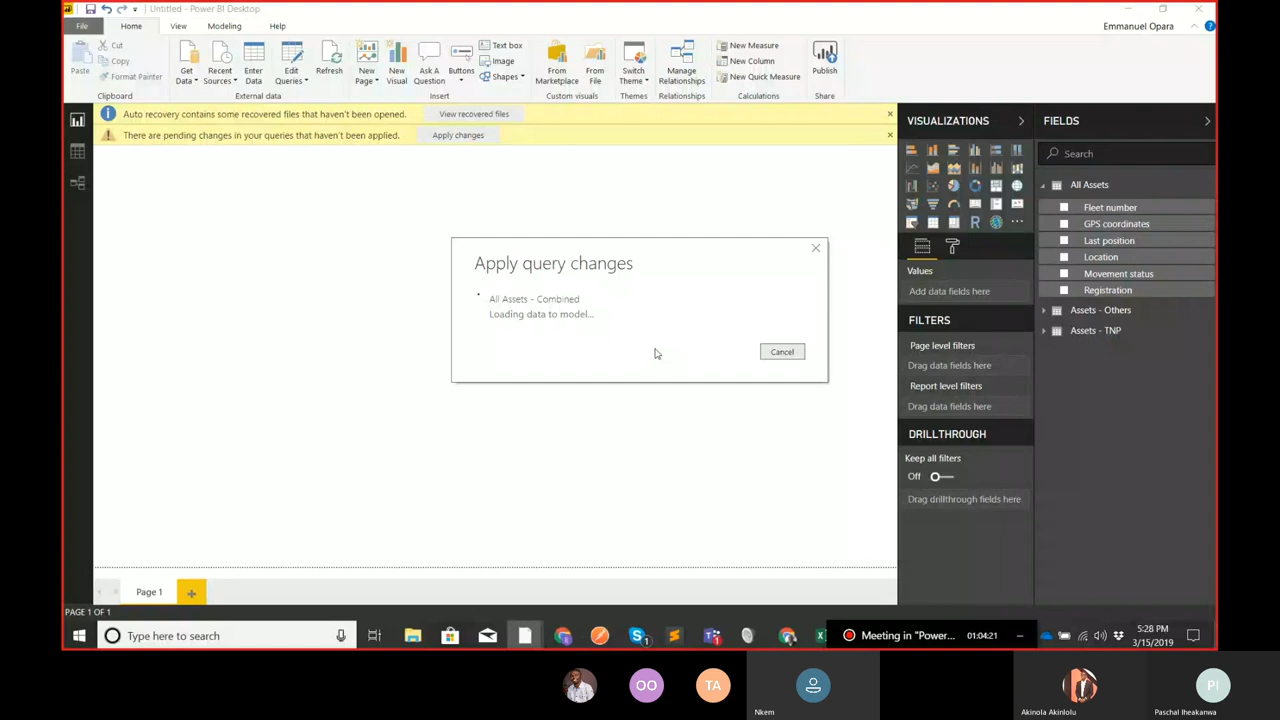 Untitled - Power BI Desktop
File
Home
View
Modeling
Help
Emmanuel Opara
Paste
Cut
Copy
Format Painter
Clipboard
Get Data
Recent Sources
Enter Data
Edit Queries
Refresh
External data
New Page
New Visual
Ask A Question
Buttons
Text box
Image
Shapes
Insert
From Marketplace
From File
Custom visuals
Switch Theme
Themes
Manage Relationships
Relationships
New Measure
New Column
New Quick Measure
Calculations
Publish
Share
Auto recovery contains some recovered files that haven't been opened.
View recovered files
There are pending changes in your queries that haven't been applied.
Apply changes
Apply query changes
All Assets - Combined
Loading data to model...
Cancel
VISUALIZATIONS
R
Values
Add data fields here
FILTERS
Page level filters
Drag data fields here
Report level filters
Drag data fields here
DRILLTHROUGH
Keep all filters
Off
Drag drillthrough fields here
FIELDS
Search
All Assets
Fleet number
GPS coordinates
Last position
Location
Movement status
Registration
Assets - Others
Assets - TNP
Page 1
PAGE 1 OF 1
Type here to search
Meeting in "Power...
01:04:21
5:28 PM
3/15/2019
OO
TA
Nkem
Akinola Akinlolu
PI
Paschal Iheakanwa